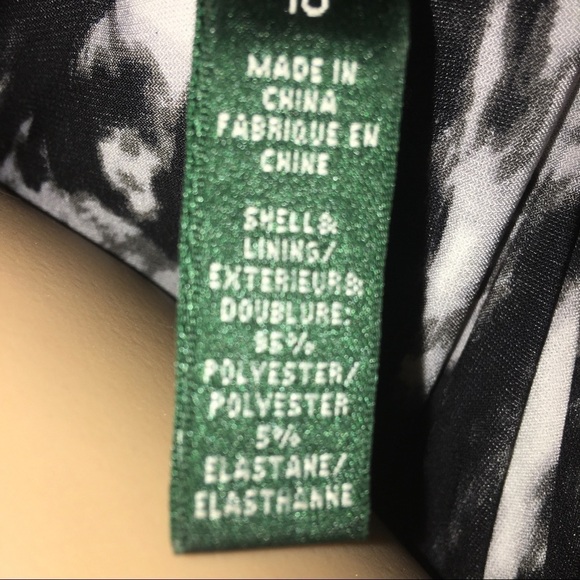 MADE IN
CHINA
FABRIQUE EN
CHINE
SHELL&
LINING/
EXTERIEUR&
DOUBLURE:
95%
POLYESTER/
POLYESTER
5%
ELASTANE/
ELASTHANNE